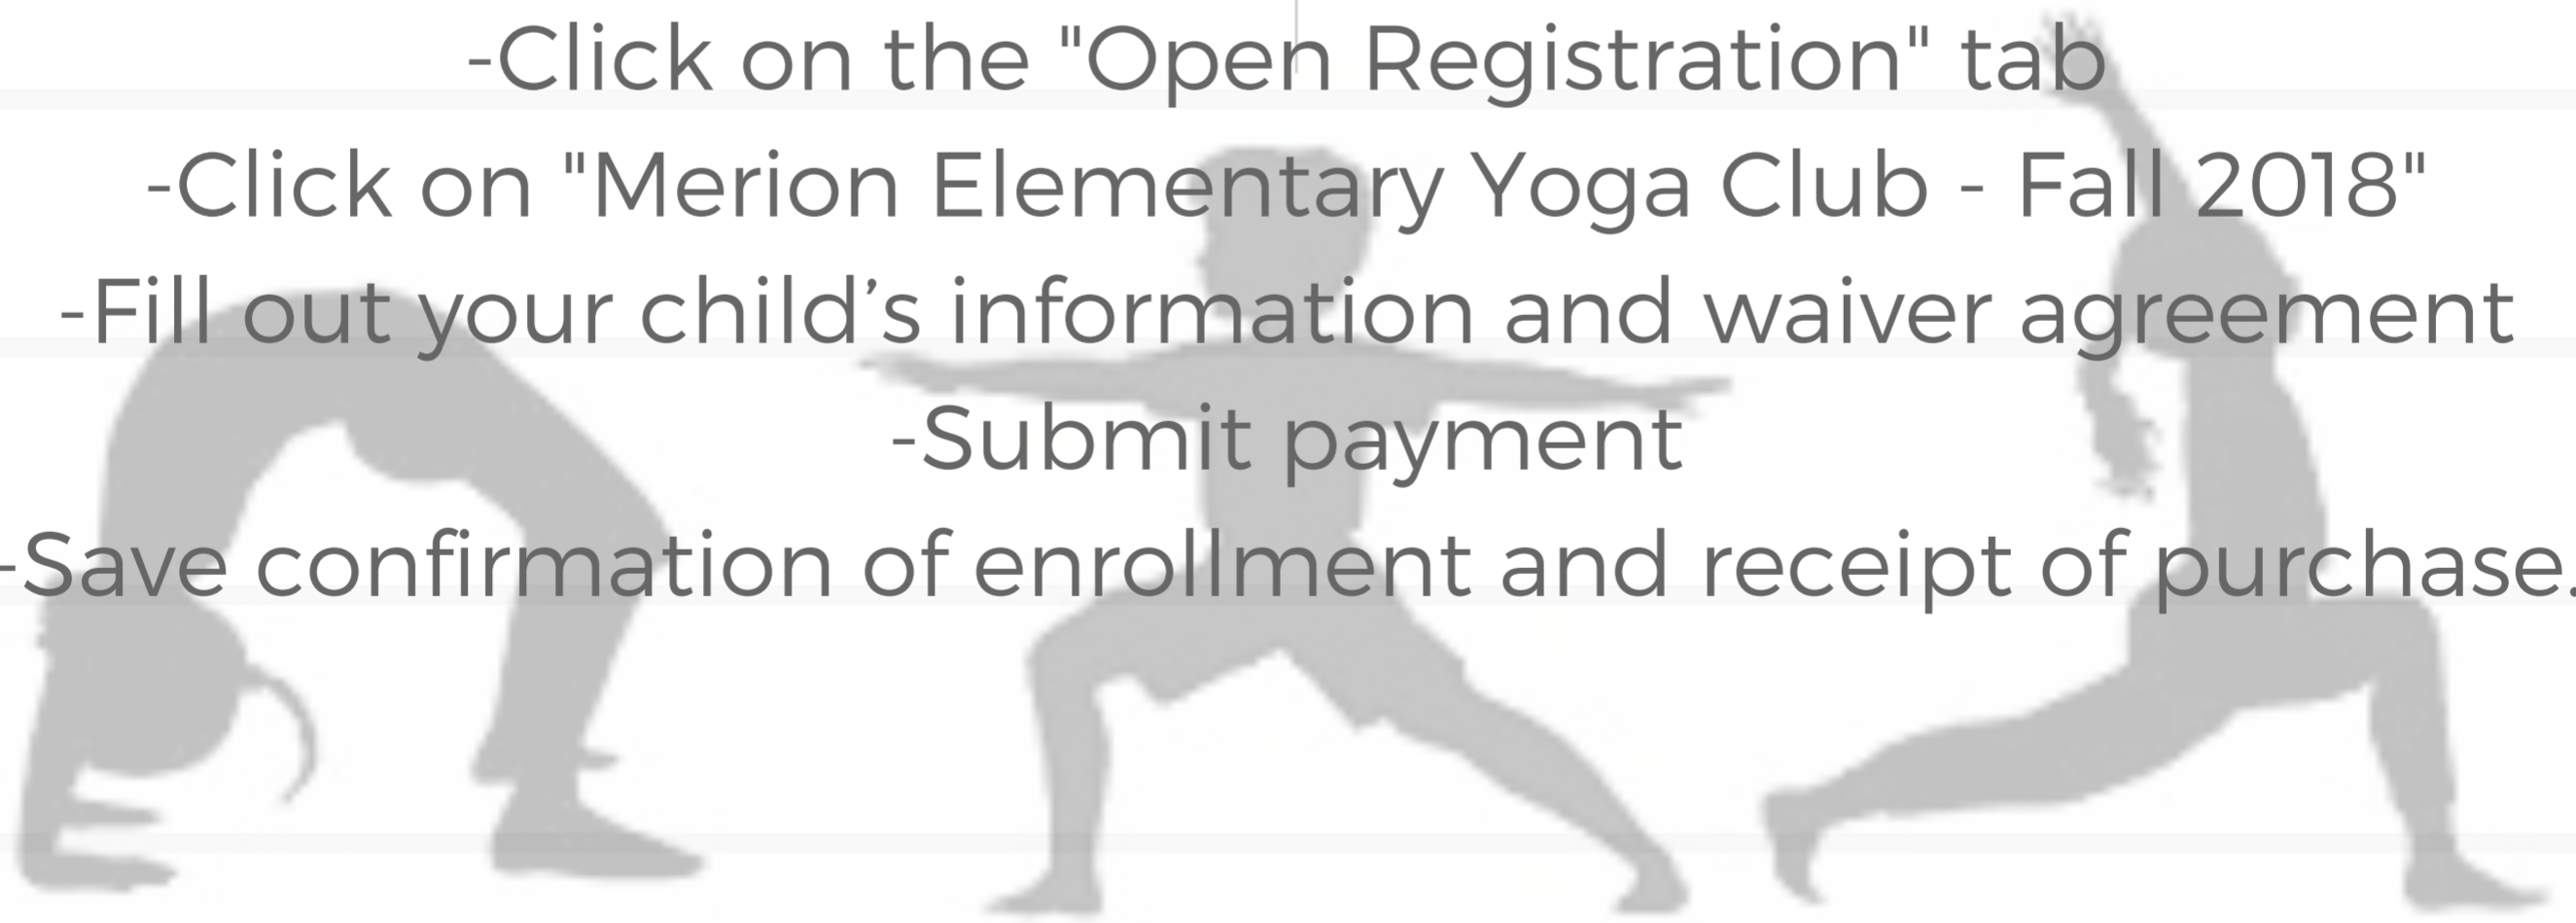 -Click on the "Open Registration" tab
-Click on "Merion Elementary Yoga Club - Fall 2018"
-Fill out your child’s information and waiver agreement
-Submit payment
-Save confirmation of enrollment and receipt of purchase.